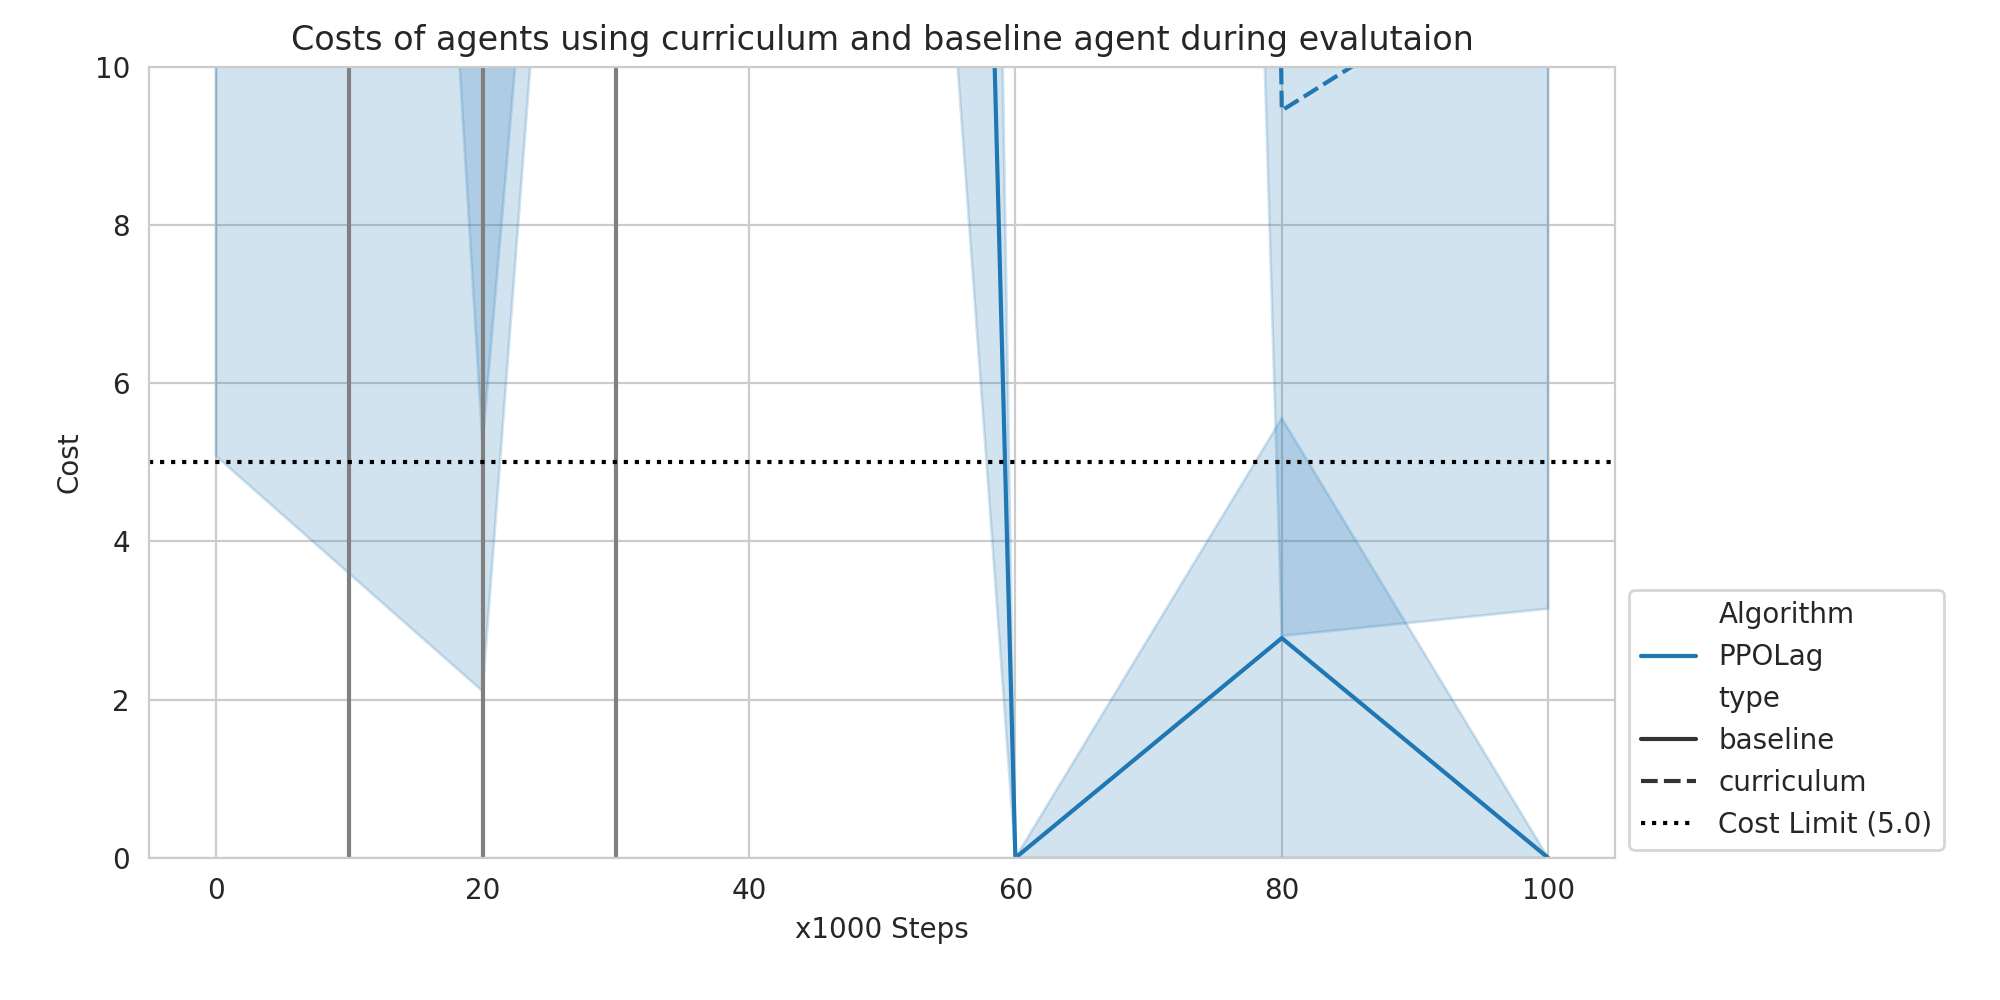 Costs of agents using curriculum and baseline agent during evalutaion
10
8
6
4
2
0
Cost
0 20 40 60 80 100
x1000 Steps
Algorithm
PPOLag
type
baseline
curriculum
Cost Limit (5.0)